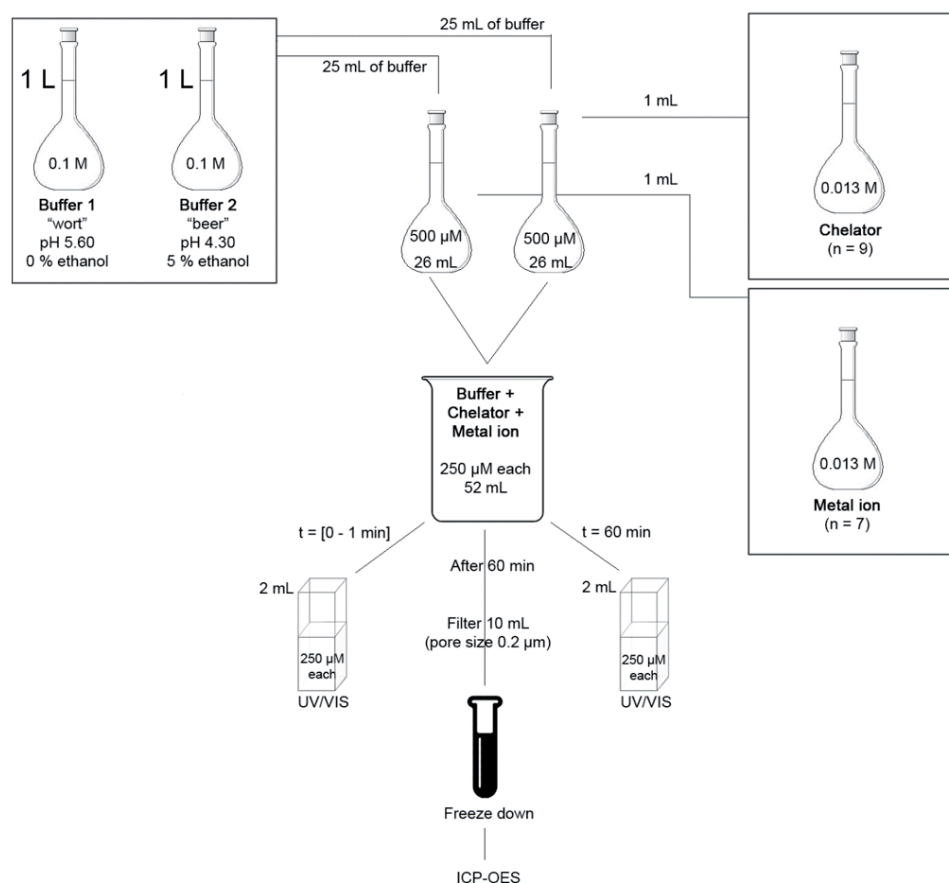 25 mL of buffer
25 mL of buffer
1 L
1 L
0.1 M
0.1 M
Buffer 1
“wort”
pH 5.60
0 % ethanol
Buffer 2
“beer”
pH 4.30
5 % ethanol
500 µM
26 mL
500 µM
26 mL
1 mL
1 mL
0.013 M
Chelator
(n = 9)
0.013 M
Metal ion
(n = 7)
Buffer +
Chelator +
Metal ion
250 µM each
52 mL
t = [0 - 1 min]
After 60 min
t = 60 min
2 mL
250 µM
each
UV/VIS
Filter 10 mL
(pore size 0.2 µm)
2 mL
250 µM
each
UV/VIS
Freeze down
ICP-OES